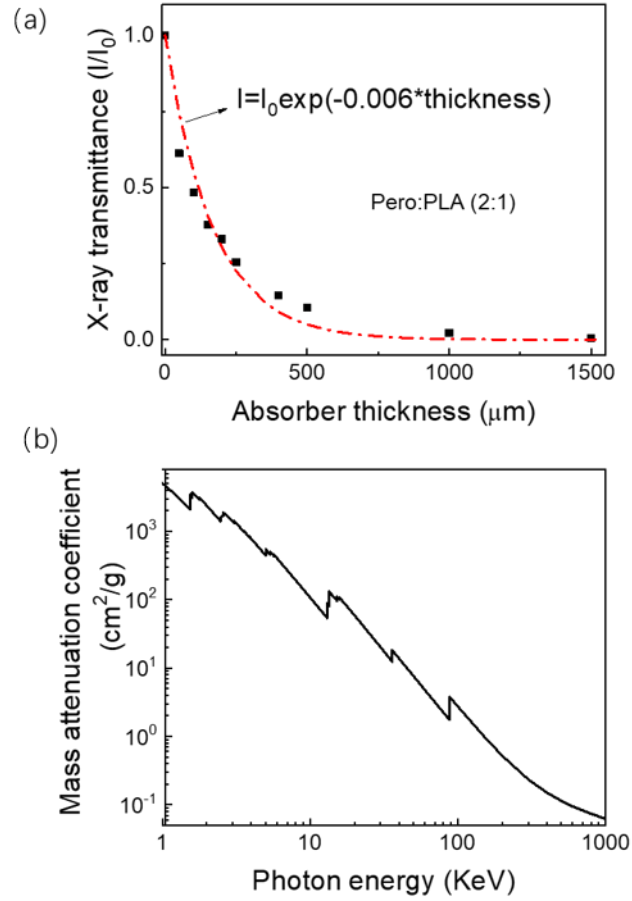 (a)
X-ray transmittance (I/I₀)
1.0
0.5
0.0
I=I₀exp(-0.006*thickness)
Pero:PLA (2:1)
0
500
1000
1500
Absorber thickness (μm)
(b)
Mass attenuation coefficient
(cm²/g)
10³
10²
10¹
10⁰
10⁻¹
1
10
100
1000
Photon energy (KeV)